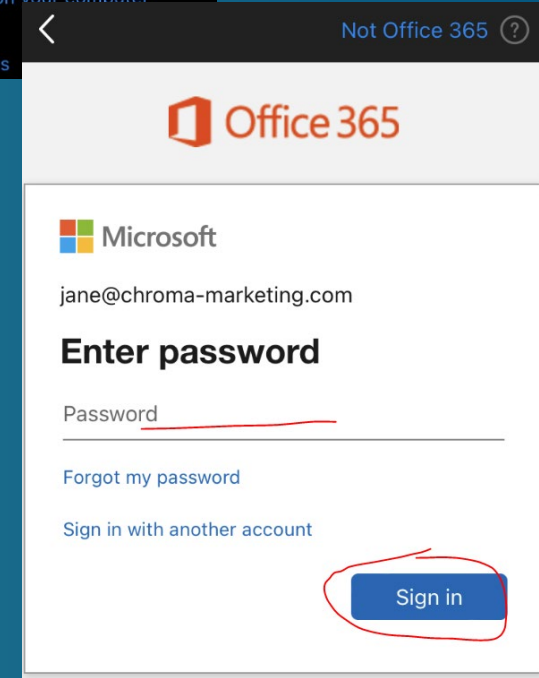 s
Not Office 365 ?
Office 365
Microsoft
jane@chroma-marketing.com
Enter password
Password
Forgot my password
Sign in with another account
Sign in